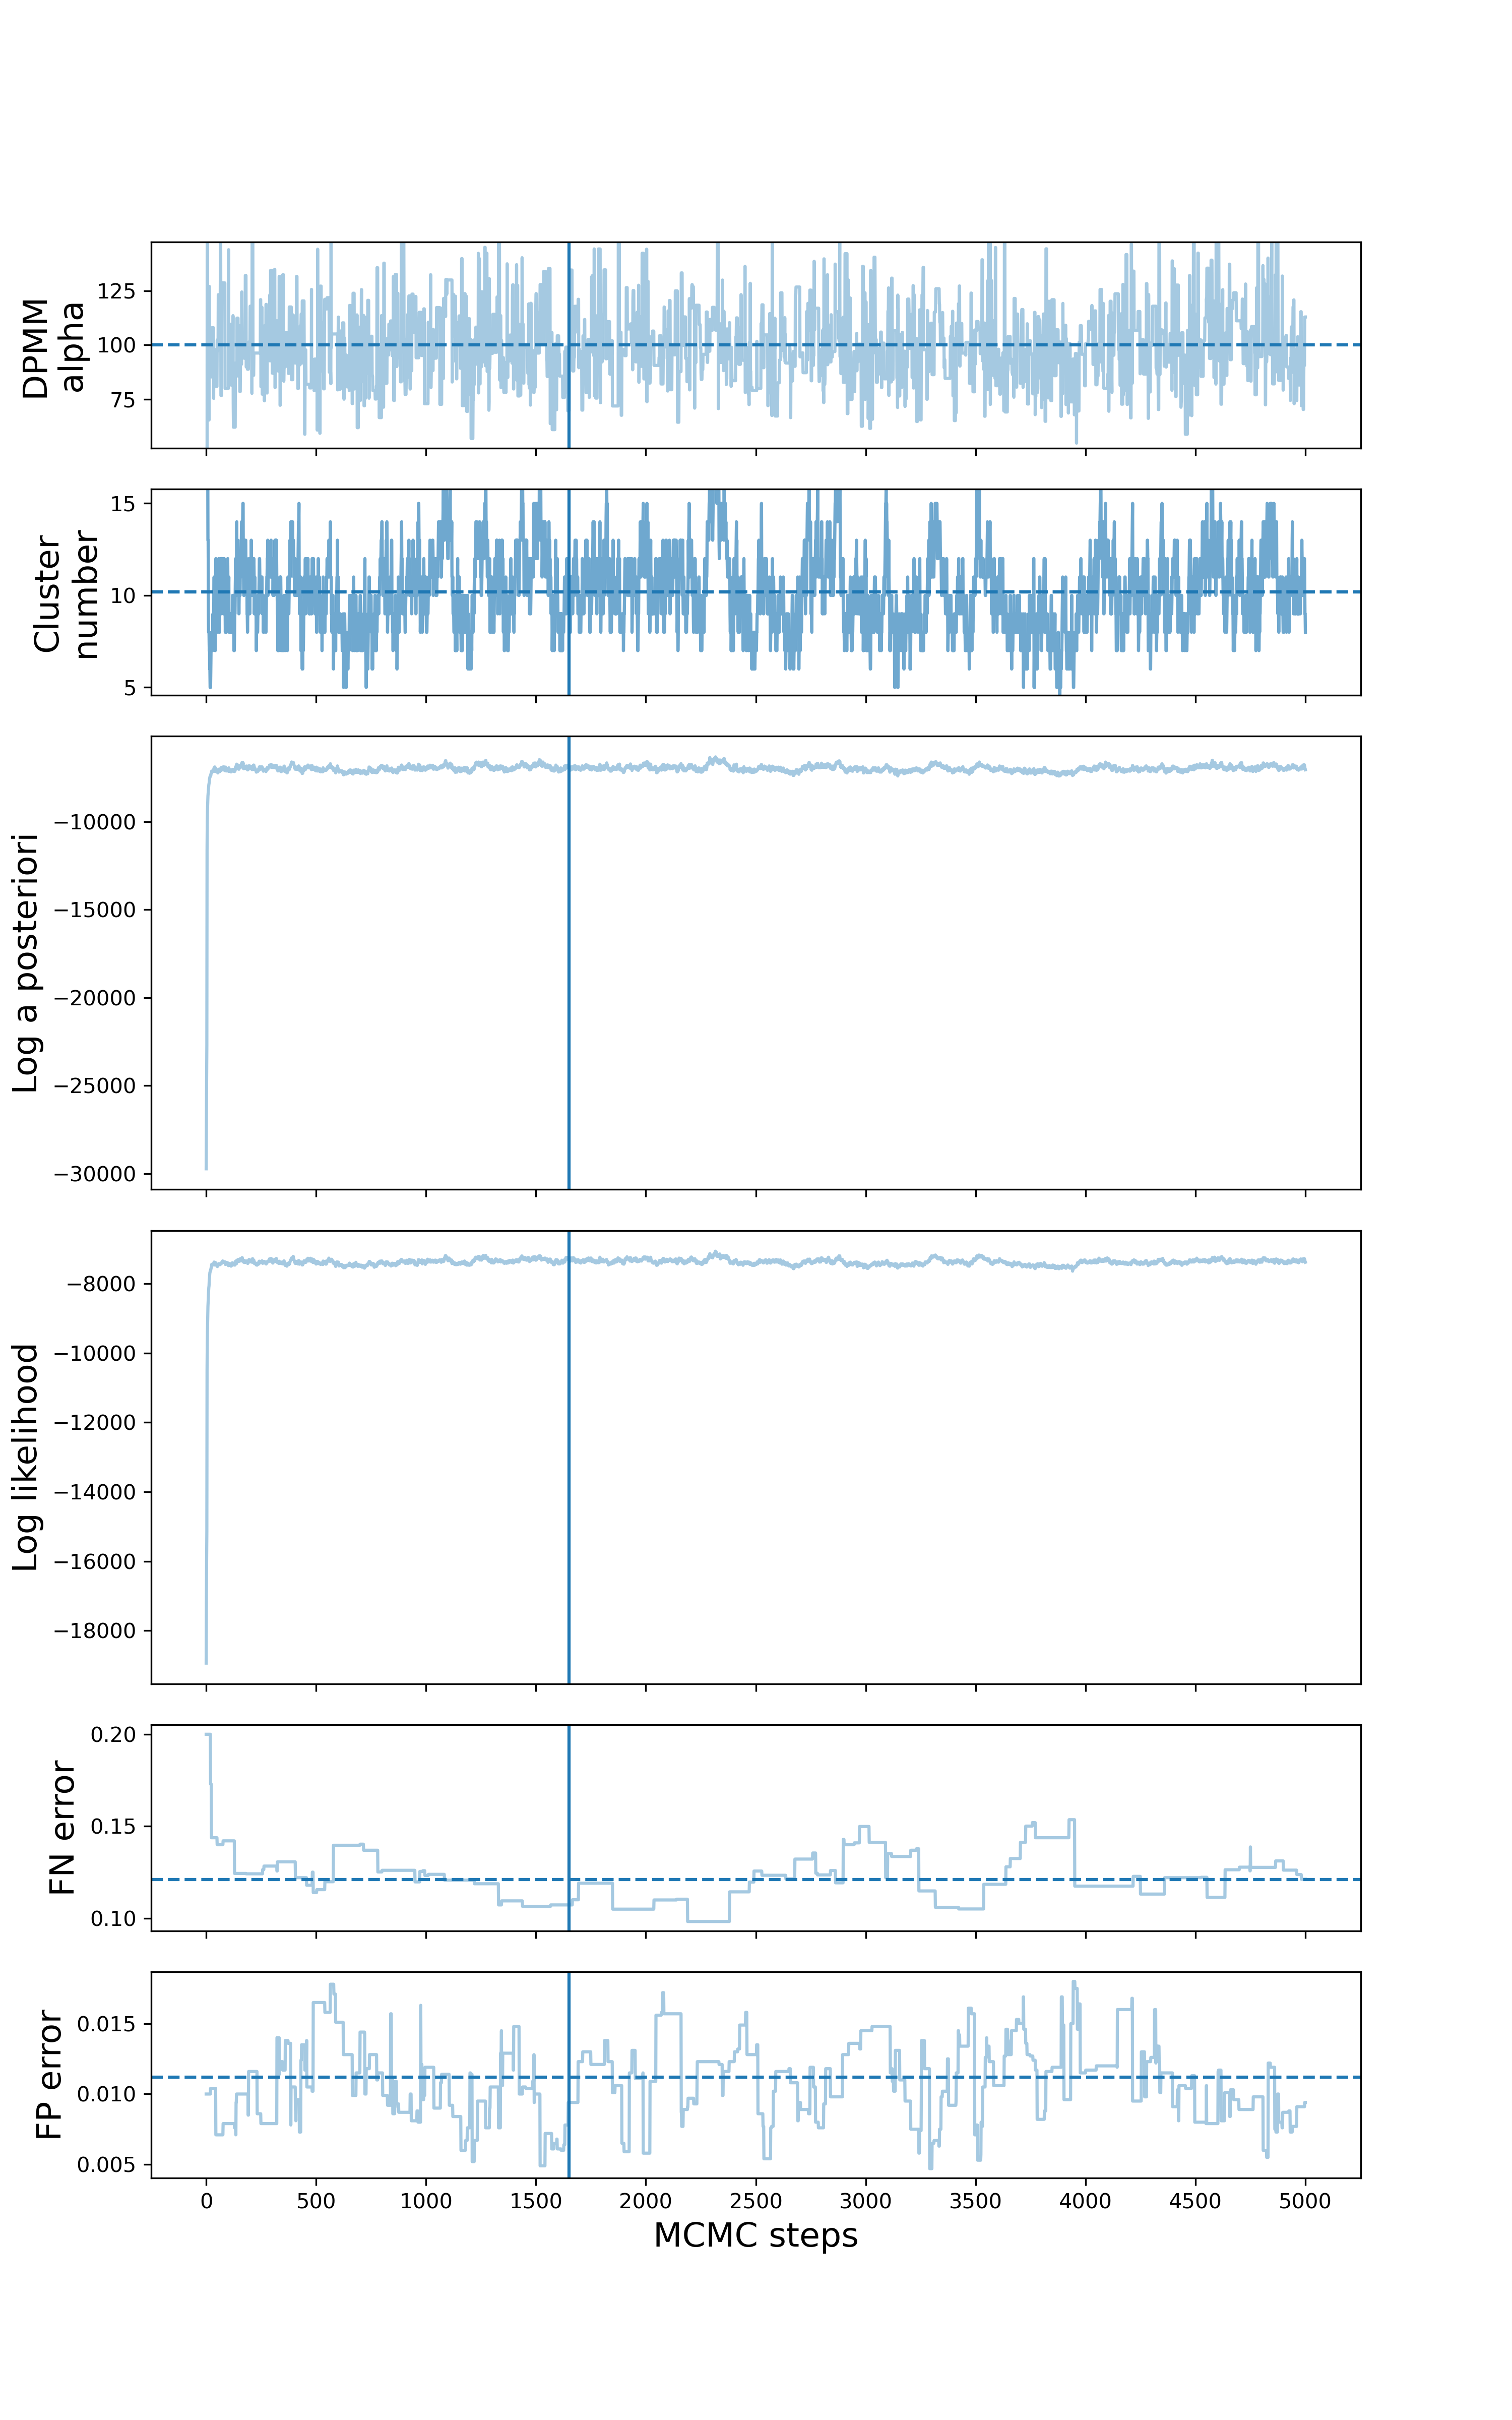 DPMM
alpha
125
100
75
Cluster
number
15
10
5
Log a posteriori
−10000
−15000
−20000
−25000
−30000
Log likelihood
−8000
−10000
−12000
−14000
−16000
−18000
FN error
0.20
0.15
0.10
FP error
0.015
0.010
0.005
0 500 1000 1500 2000 2500 3000 3500 4000 4500 5000
MCMC steps